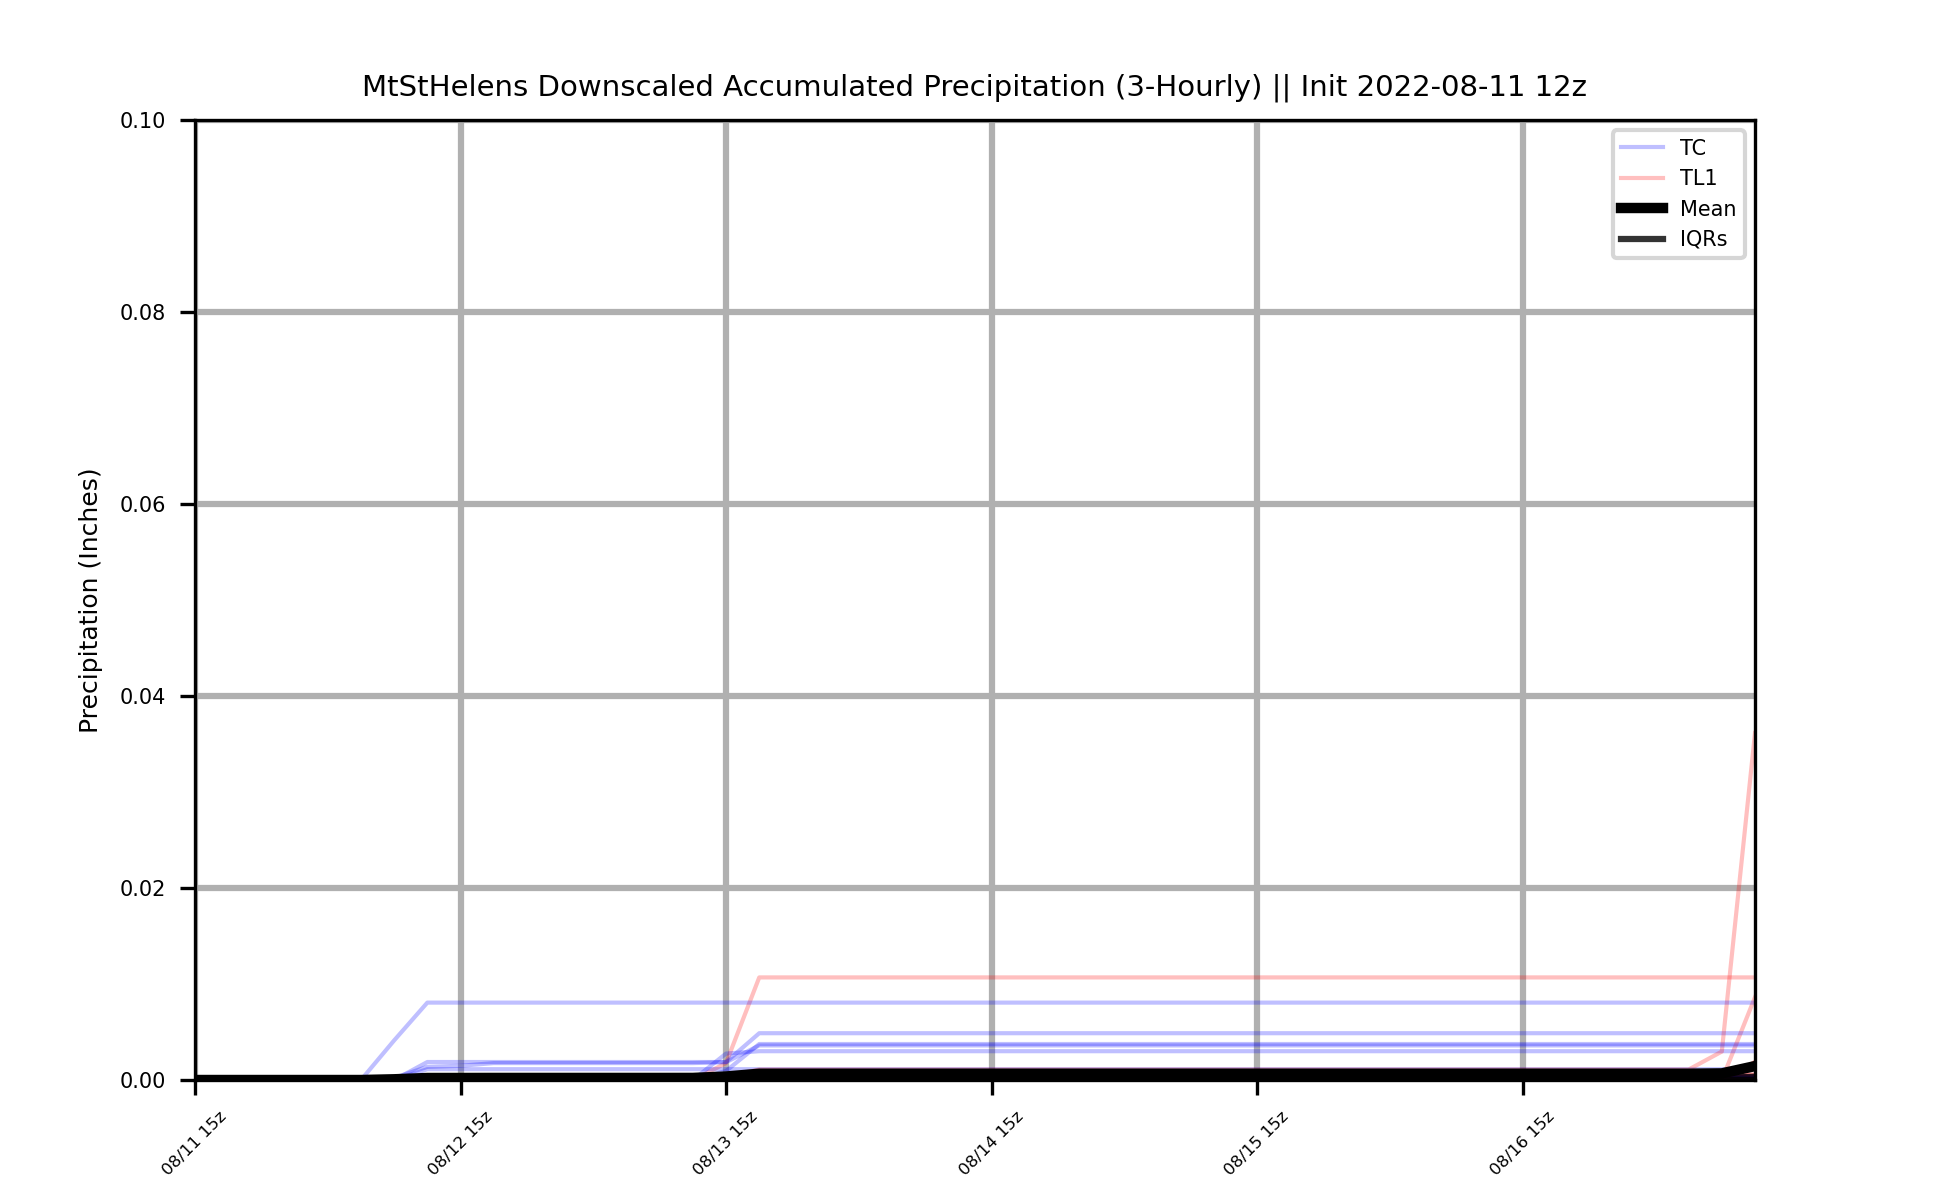 MtStHelens Downscaled Accumulated Precipitation (3-Hourly) || Init 2022-08-11 12z
0.10
0.08
0.06
0.04
0.02
0.00
Precipitation (Inches)
TC
TL1
Mean
IQRs
08/11 15z
08/12 15z
08/13 15z
08/14 15z
08/15 15z
08/16 15z